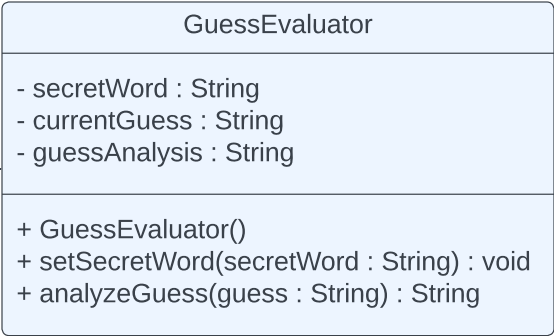 GuessEvaluator
- secretWord : String
- currentGuess : String
- guessAnalysis : String
+ GuessEvaluator()
+ setSecretWord(secretWord : String) : void
+ analyzeGuess(guess : String) : String